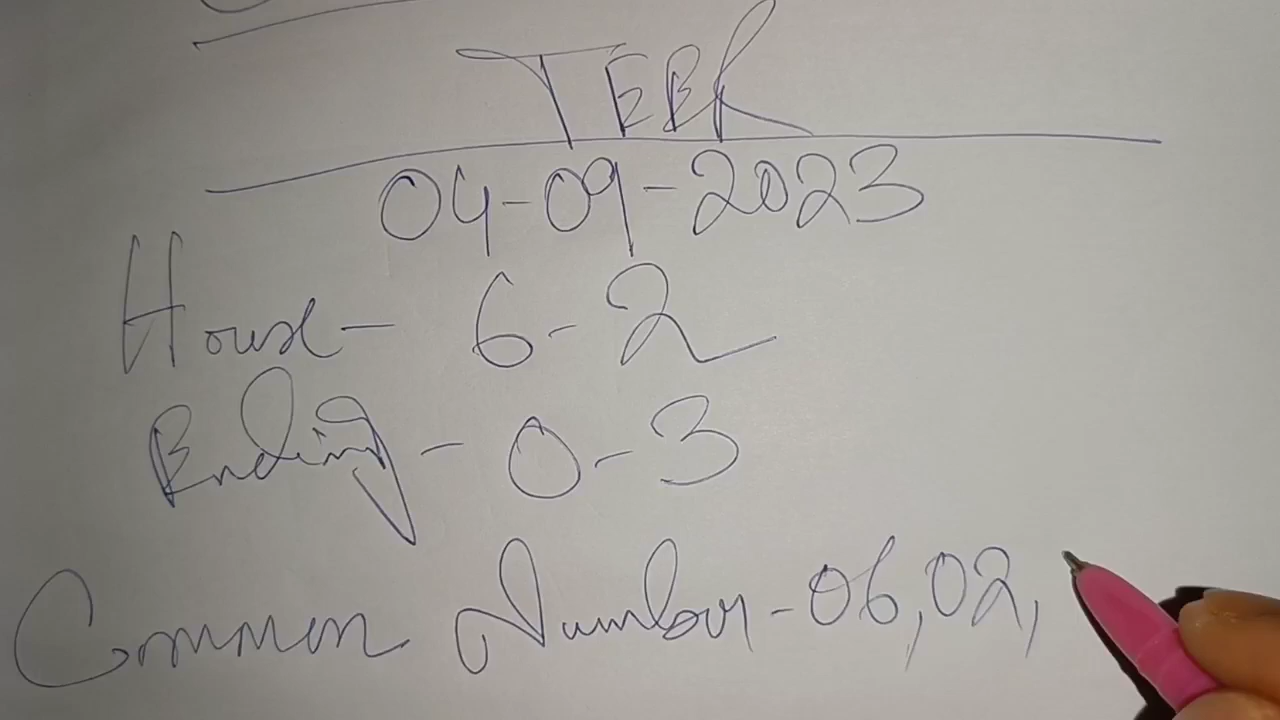 TEER
04-09-2023
House - 6 - 2
Ending - 0 - 3
Common Number - 06, 02,